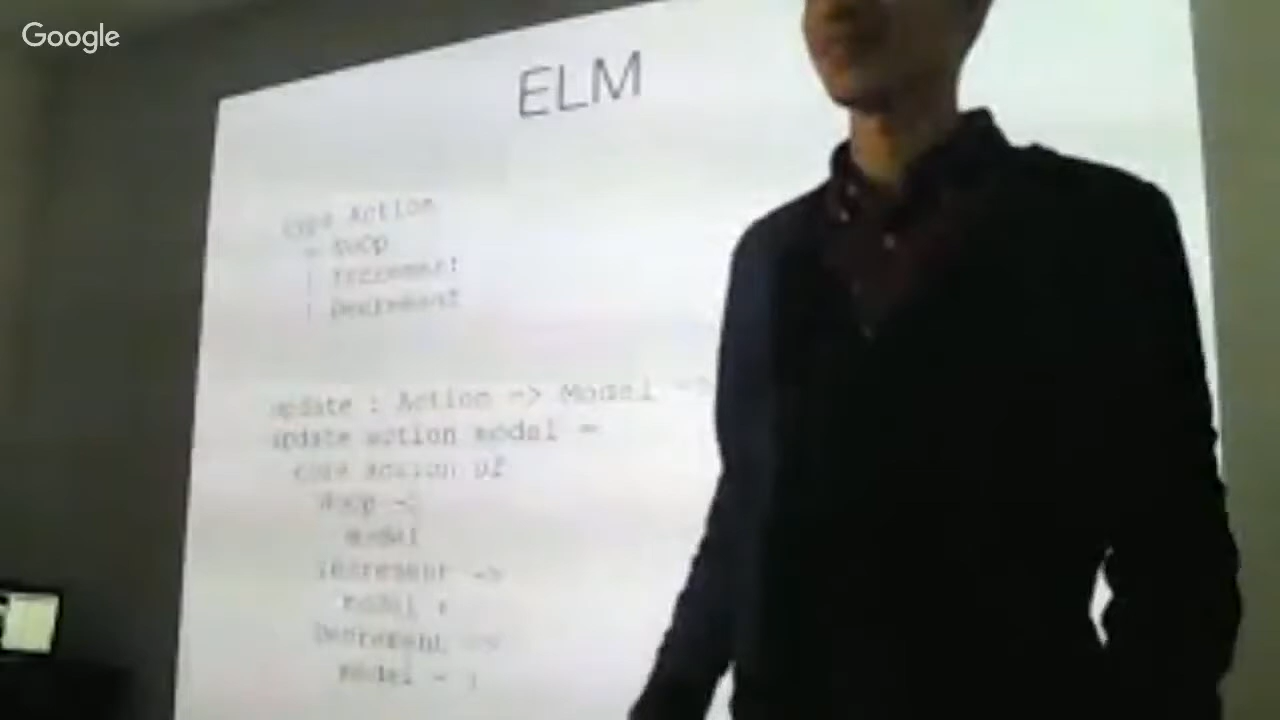 Google
ELM
type Action
= NoOp
| Increment
| Decrement
update : Action -> Model ->
update action model =
case action of
NoOp ->
model
Increment ->
model +
Decrement ->
model -